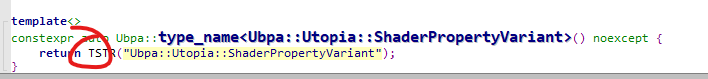 template<>
constexpr auto Ubpa::type_name<Ubpa::Utopia::ShaderPropertyVariant>() noexcept {
return TSTR("Ubpa::Utopia::ShaderPropertyVariant");
}